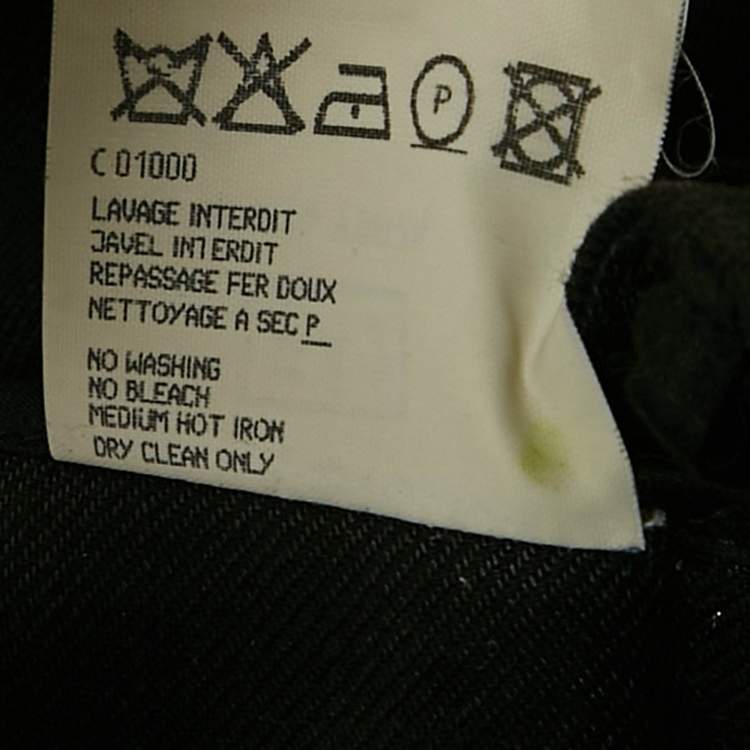 P
C 01000
LAVAGE INTERDIT
JAVEL INTERDIT
REPASSAGE FER DOUX
NETTOYAGE A SEC P
NO WASHING
NO BLEACH
MEDIUM HOT IRON
DRY CLEAN ONLY